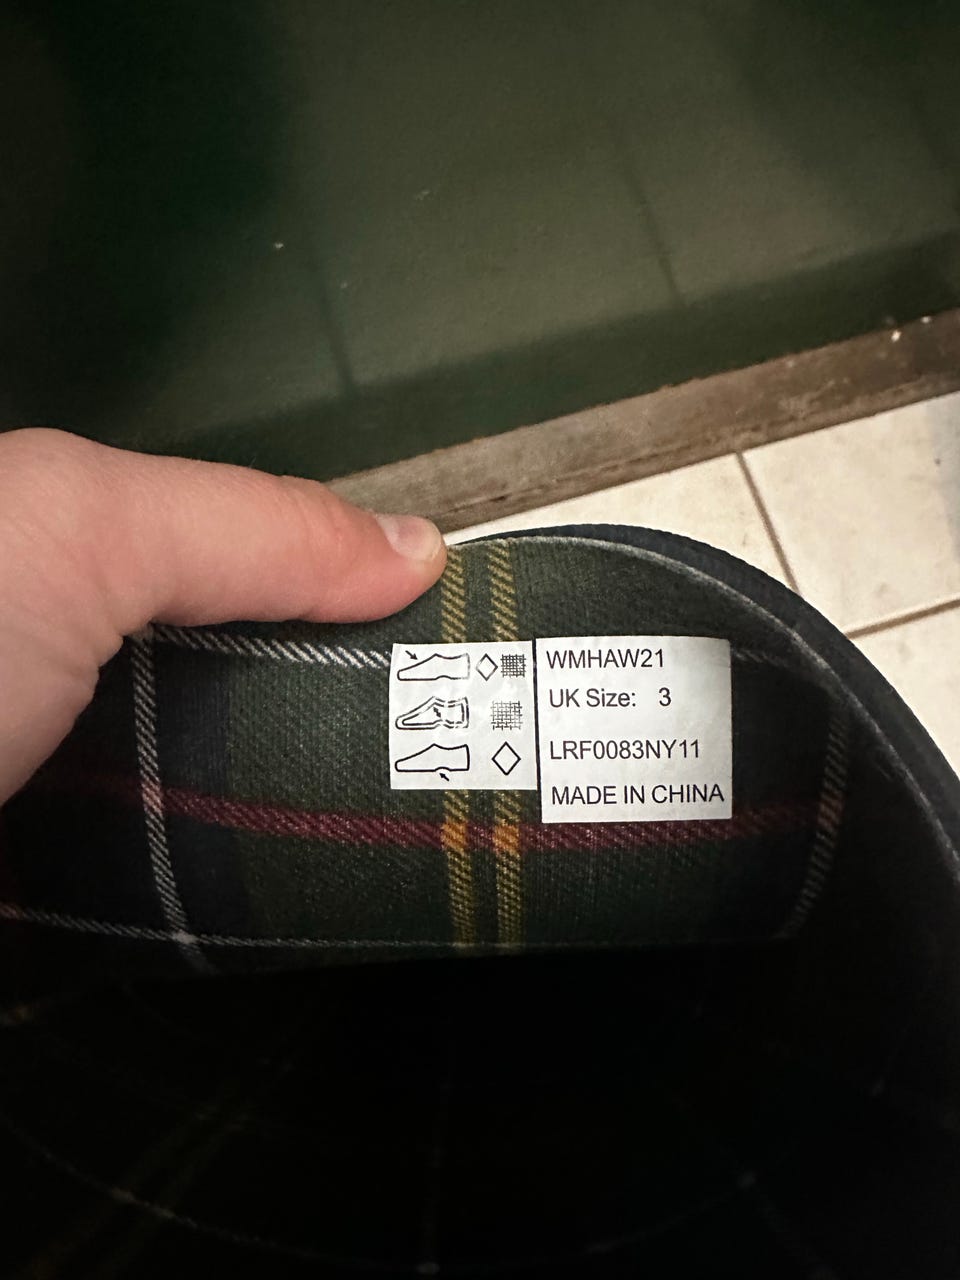 WMHAW21
UK Size: 3
LRF0083NY11
MADE IN CHINA